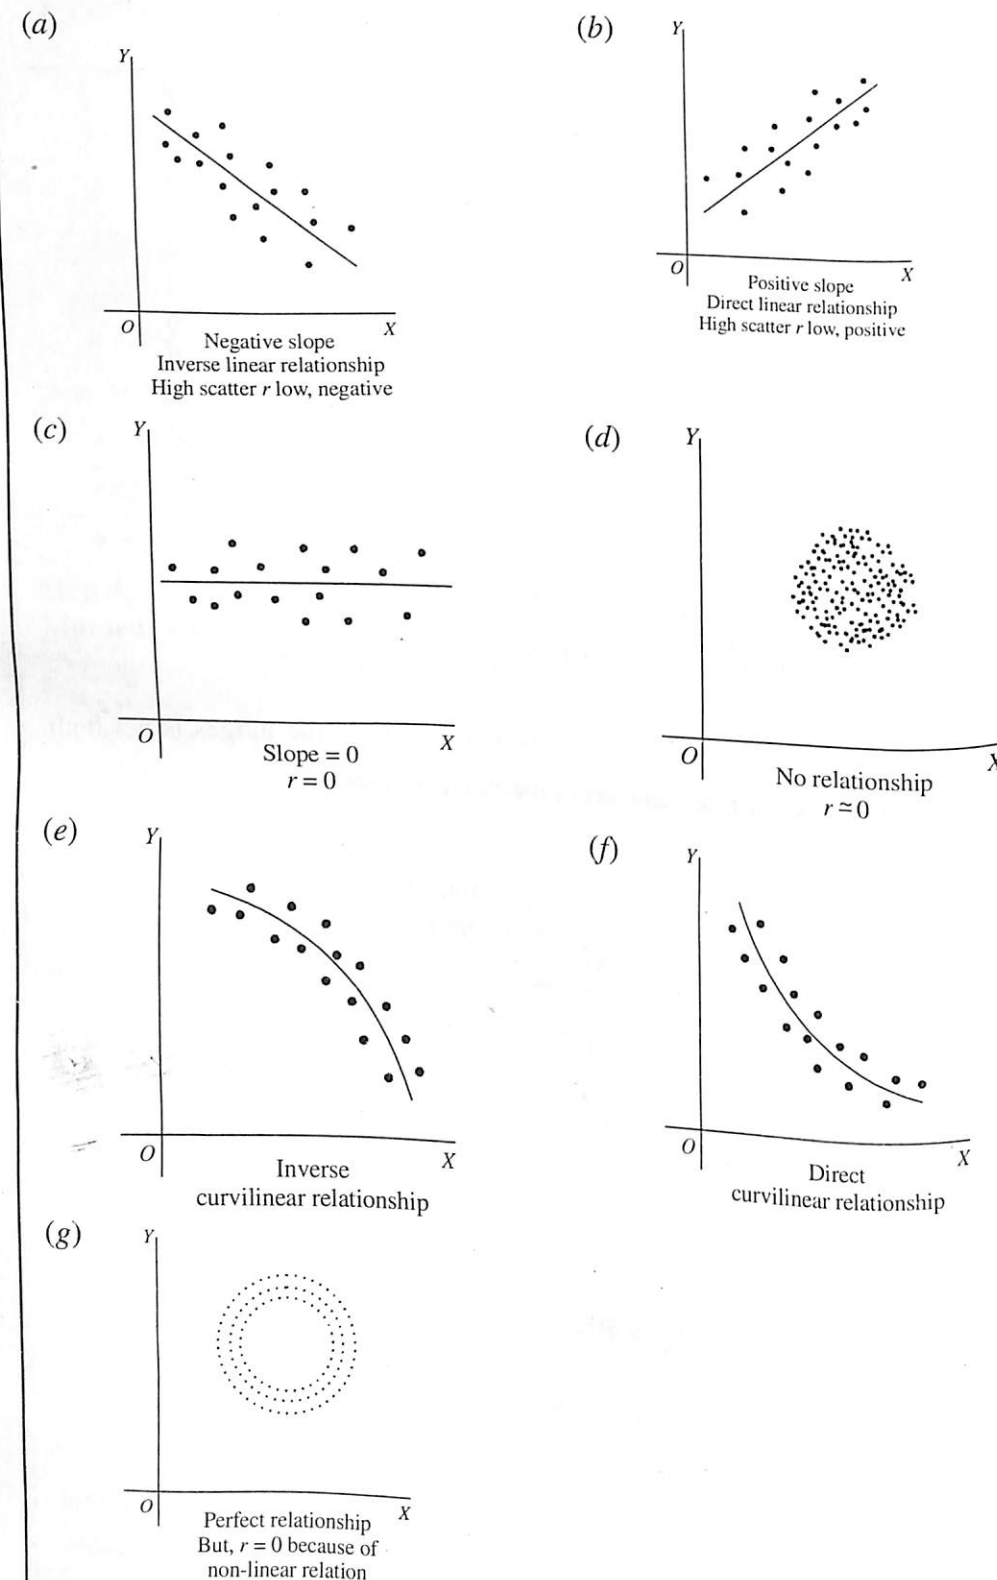 (a)
Y
O
X
Negative slope
Inverse linear relationship
High scatter r low, negative
(b)
Y
O
X
Positive slope
Direct linear relationship
High scatter r low, positive
(c)
Y
O
X
Slope = 0
r = 0
(d)
Y
O
X
No relationship
r ≃ 0
(e)
Y
O
X
Inverse
curvilinear relationship
(f)
Y
O
X
Direct
curvilinear relationship
(g)
Y
O
X
Perfect relationship
But, r = 0 because of
non-linear relation